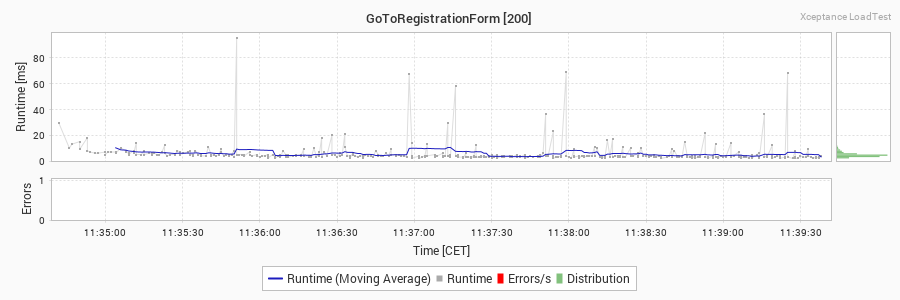 GoToRegistrationForm [200]
Xceptance LoadTest
Runtime [ms]
80
60
40
20
0
Errors
1
0
11:35:00 11:35:30 11:36:00 11:36:30 11:37:00 11:37:30 11:38:00 11:38:30 11:39:00 11:39:30
Time [CET]
Runtime (Moving Average) Runtime Errors/s Distribution